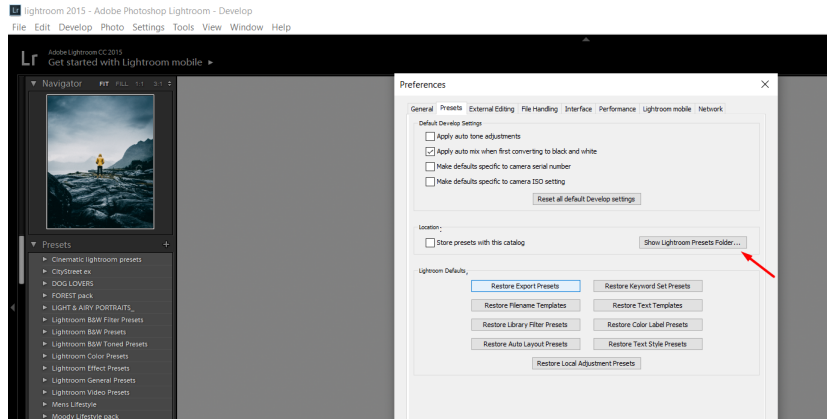 Lr lightroom 2015 - Adobe Photoshop Lightroom - Develop
File Edit Develop Photo Settings Tools View Window Help
Lr
Adobe Lightroom CC 2015
Get started with Lightroom mobile ►
▼ Navigator FIT FILL 1:1 3:1
▼ Presets +
► Cinematic lightroom presets
► CityStreet ex
► DOG LOVERS
► FOREST pack
► LIGHT & AIRY PORTRAITS_
► Lightroom B&W Filter Presets
► Lightroom B&W Presets
► Lightroom B&W Toned Presets
► Lightroom Color Presets
► Lightroom Effect Presets
► Lightroom General Presets
► Lightroom Video Presets
► Mens Lifestyle
► Moody Lifestyle pack
Preferences
General Presets External Editing File Handling Interface Performance Lightroom mobile Network
Default Develop Settings
Apply auto tone adjustments
Apply auto mix when first converting to black and white
Make defaults specific to camera serial number
Make defaults specific to camera ISO setting
Reset all default Develop settings
Location:
Store presets with this catalog Show Lightroom Presets Folder...
Lightroom Defaults
Restore Export Presets Restore Keyword Set Presets
Restore Filename Templates Restore Text Templates
Restore Library Filter Presets Restore Color Label Presets
Restore Auto Layout Presets Restore Text Style Presets
Restore Local Adjustment Presets